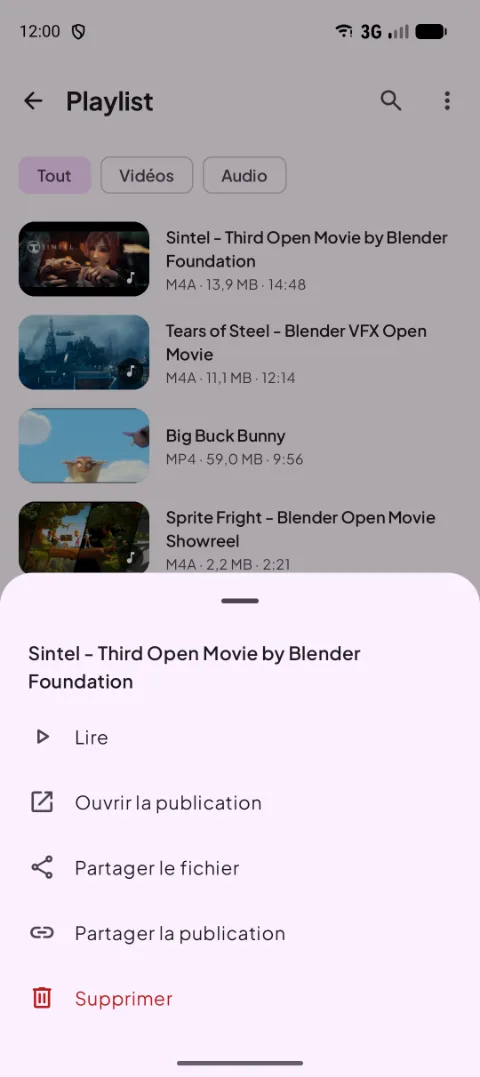 12:00
3G
Playlist
Tout
Vidéos
Audio
SINTEL
Sintel - Third Open Movie by Blender
Foundation
M4A · 13,9 MB · 14:48
Tears of Steel - Blender VFX Open
Movie
M4A · 11,1 MB · 12:14
Big Buck Bunny
MP4 · 59,0 MB · 9:56
Sprite Fright - Blender Open Movie
Showreel
M4A · 2,2 MB · 2:21
Sintel - Third Open Movie by Blender
Foundation
Lire
Ouvrir la publication
Partager le fichier
Partager la publication
Supprimer